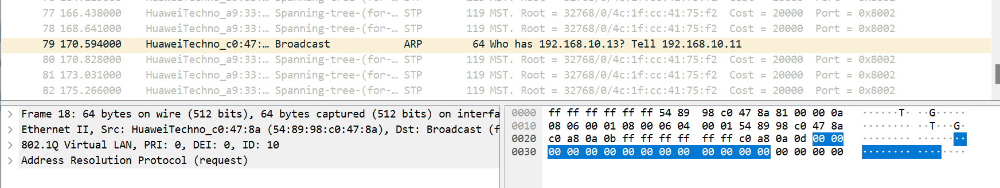 77 166.438000 HuaweiTechno_a9:33:… Spanning-tree-(for-… STP 119 MST. Root = 32768/0/4c:1f:cc:41:75:f2 Cost = 20000 Port = 0x8002
78 168.641000 HuaweiTechno_a9:33:… Spanning-tree-(for-… STP 119 MST. Root = 32768/0/4c:1f:cc:41:75:f2 Cost = 20000 Port = 0x8002
79 170.594000 HuaweiTechno_c0:47:… Broadcast ARP 64 Who has 192.168.10.13? Tell 192.168.10.11
80 170.828000 HuaweiTechno_a9:33:… Spanning-tree-(for-… STP 119 MST. Root = 32768/0/4c:1f:cc:41:75:f2 Cost = 20000 Port = 0x8002
81 173.031000 HuaweiTechno_a9:33:… Spanning-tree-(for-… STP 119 MST. Root = 32768/0/4c:1f:cc:41:75:f2 Cost = 20000 Port = 0x8002
82 175.266000 HuaweiTechno_a9:33:… Spanning-tree-(for-… STP 119 MST. Root = 32768/0/4c:1f:cc:41:75:f2 Cost = 20000 Port = 0x8002
Frame 18: 64 bytes on wire (512 bits), 64 bytes captured (512 bits) on interfa
Ethernet II, Src: HuaweiTechno_c0:47:8a (54:89:98:c0:47:8a), Dst: Broadcast (f
802.1Q Virtual LAN, PRI: 0, DEI: 0, ID: 10
Address Resolution Protocol (request)
0000 ff ff ff ff ff ff 54 89 98 c0 47 8a 81 00 00 0a ······T· ··G·····
0010 08 06 00 01 08 00 06 04 00 01 54 89 98 c0 47 8a ········ ··T···G·
0020 c0 a8 0a 0b ff ff ff ff ff ff c0 a8 0a 0d 00 00 ········ ········
0030 00 00 00 00 00 00 00 00 00 00 00 00 00 00 00 00 ········ ········